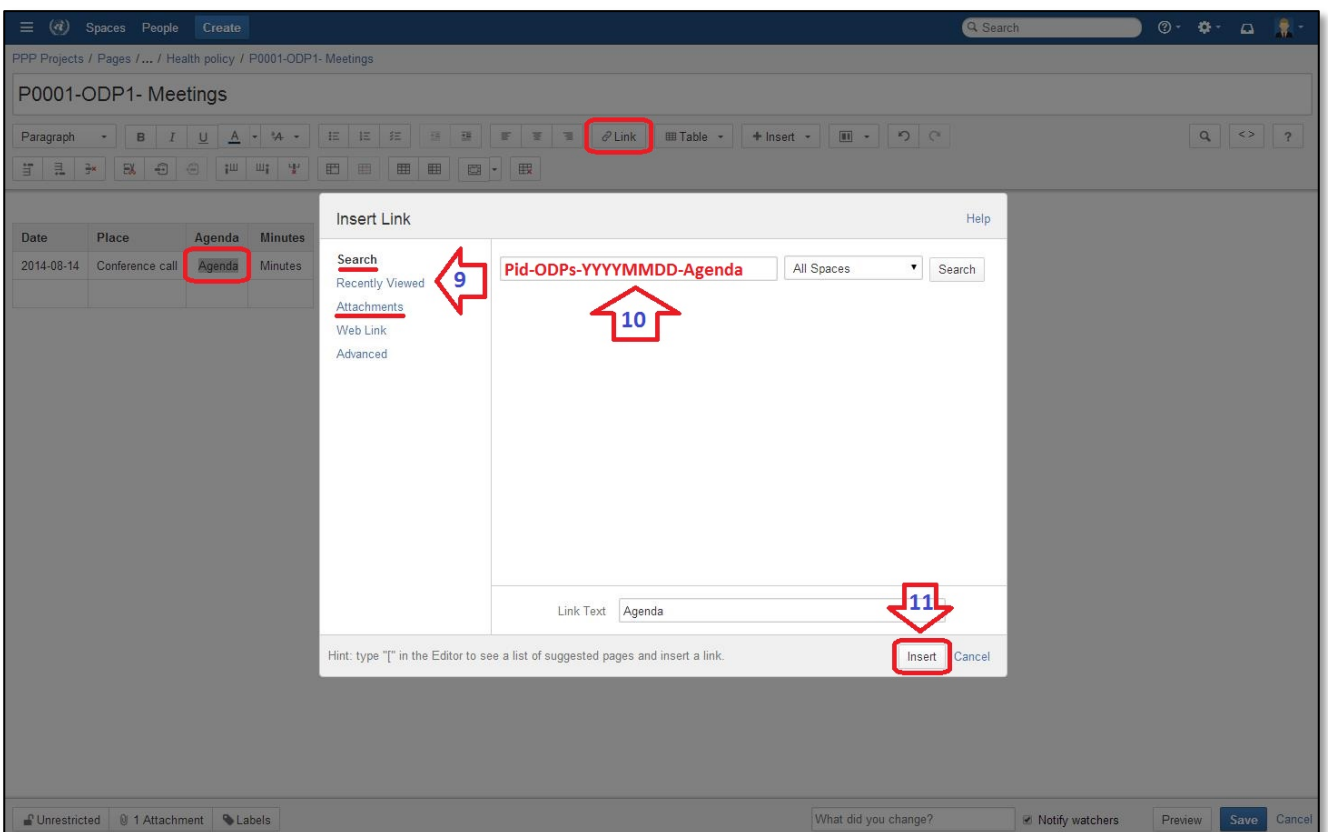 Spaces People Create Search
PPP Projects / Pages / ... / Health policy / P0001-ODP1- Meetings
P0001-ODP1- Meetings
Paragraph B I U A Link Table + Insert <> ?
Insert Link Help
Date Place Agenda Minutes
2014-08-14 Conference call Agenda Minutes
Search
Recently Viewed
Attachments
Web Link
Advanced
9
Pid-ODPs-YYYYMMDD-Agenda All Spaces Search
10
11
Link Text Agenda
Hint: type "[" in the Editor to see a list of suggested pages and insert a link. Insert Cancel
Unrestricted 1 Attachment Labels What did you change? Notify watchers Preview Save Cancel